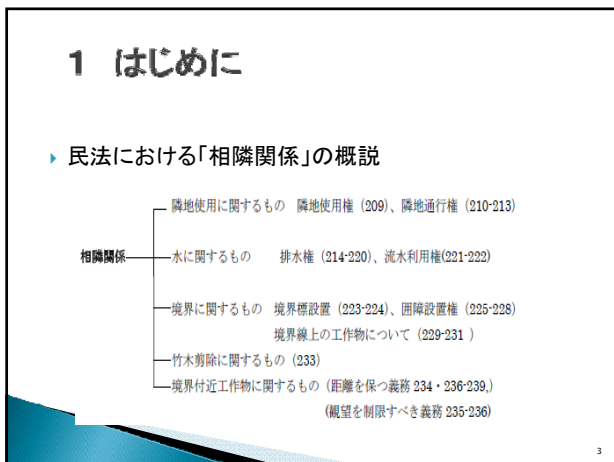 1 はじめに
民法における「相隣関係」の概説
隣地使用に関するもの 隣地使用権（209）、隣地通行権（210-213）
相隣関係 水に関するもの 排水権（214-220）、流水利用権(221-222)
境界に関するもの 境界標設置（223-224）、囲障設置権（225-228）
境界線上の工作物について（229-231 ）
竹木剪除に関するもの（233）
境界付近工作物に関するもの（距離を保つ義務 234・236-239,）
(観望を制限すべき義務 235-236)
3